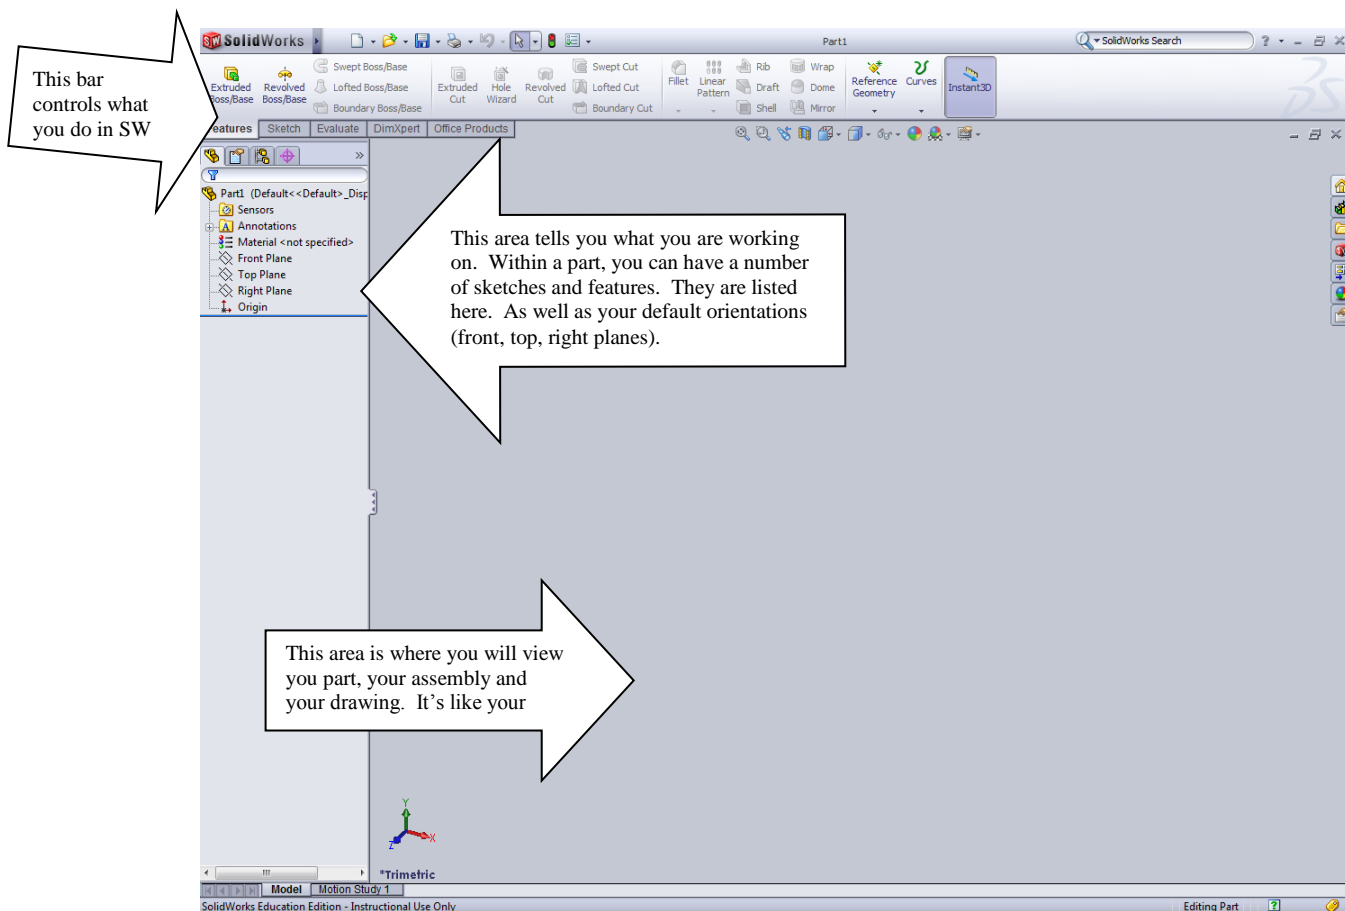 SolidWorks
Part1
SolidWorks Search
This bar
controls what
you do in SW
Extruded Boss/Base
Revolved Boss/Base
Swept Boss/Base
Lofted Boss/Base
Boundary Boss/Base
Extruded Cut
Hole Wizard
Revolved Cut
Swept Cut
Lofted Cut
Boundary Cut
Fillet
Linear Pattern
Rib
Draft
Shell
Wrap
Dome
Mirror
Reference Geometry
Curves
Instant3D
Features Sketch Evaluate DimXpert Office Products
Part1 (Default<<Default>_Disp
Sensors
Annotations
Material <not specified>
Front Plane
Top Plane
Right Plane
Origin
This area tells you what you are working
on. Within a part, you can have a number
of sketches and features. They are listed
here. As well as your default orientations
(front, top, right planes).
This area is where you will view
you part, your assembly and
your drawing. It’s like your
Y
X
Z
*Trimetric
Model Motion Study 1
SolidWorks Education Edition - Instructional Use Only
Editing Part